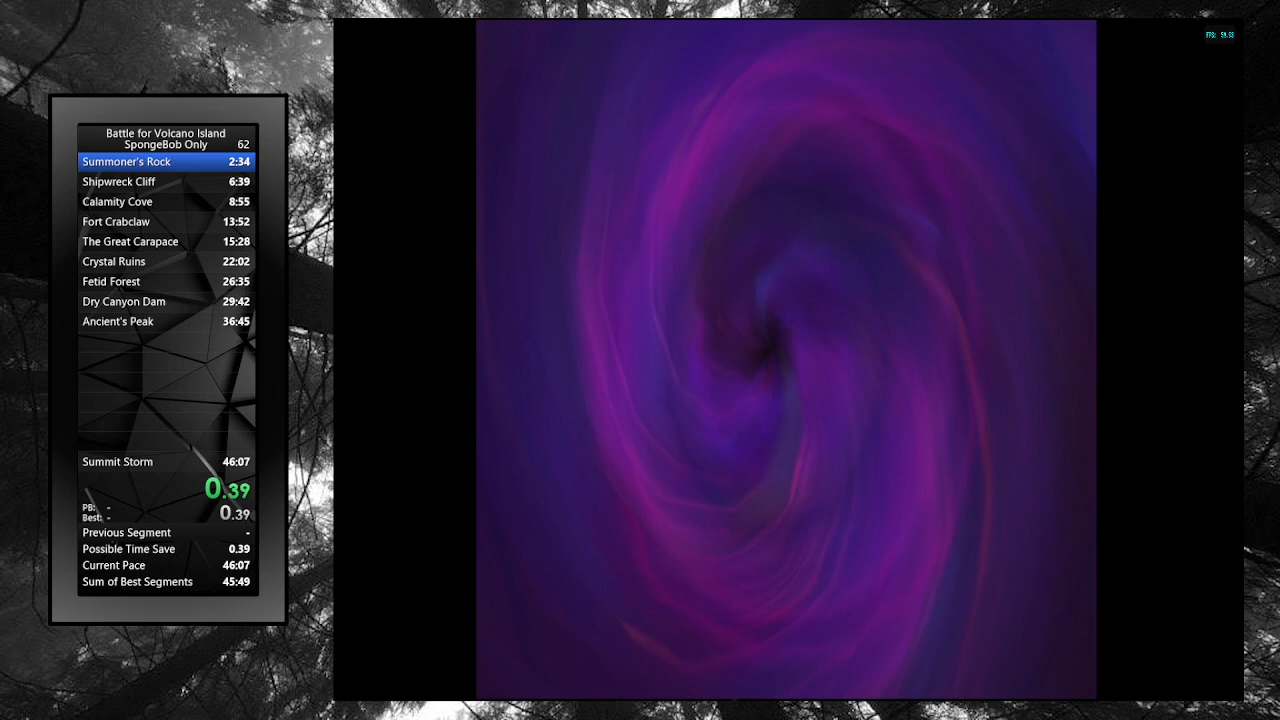 Battle for Volcano Island
SpongeBob Only 62
Summoner's Rock 2:34
Shipwreck Cliff 6:39
Calamity Cove 8:55
Fort Crabclaw 13:52
The Great Carapace 15:28
Crystal Ruins 22:02
Fetid Forest 26:35
Dry Canyon Dam 29:42
Ancient's Peak 36:45
Summit Storm 46:07
0.39
PB: -
Best: - 0.39
Previous Segment -
Possible Time Save 0.39
Current Pace 46:07
Sum of Best Segments 45:49